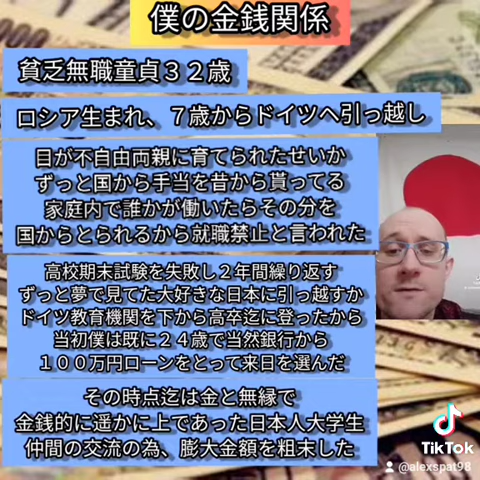 僕の金銭関係
貧乏無職童貞３２歳
ロシア生まれ、７歳からドイツへ引っ越し
目が不自由両親に育てられたせいか
ずっと国から手当を昔から貰ってる
家庭内で誰かが働いたらその分を
国からとられるから就職禁止と言われた
高校期末試験を失敗し２年間繰り返す
ずっと夢で見てた大好きな日本に引っ越すか
ドイツ教育機関を下から高卒迄に登ったから
当初僕は既に２４歳で当然銀行から
１００万円ローンをとって来日を選んだ
その時点迄は金と無縁で
金銭的に遥かに上であった日本人大学生
仲間の交流の為、膨大金額を粗末した
TikTok
@alexspat98